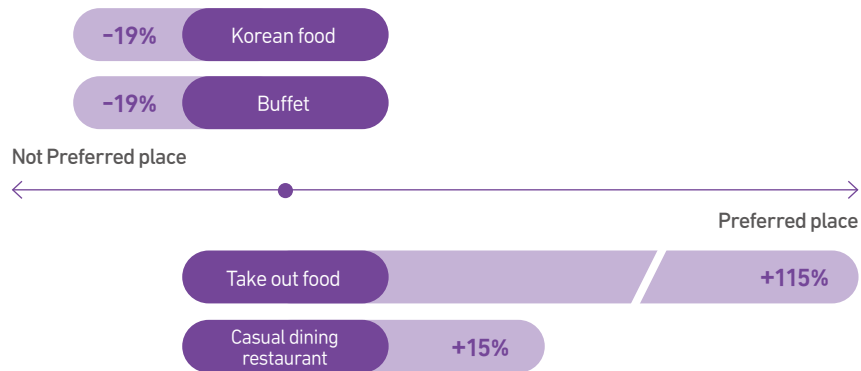 -19% Korean food
-19% Buffet
Not Preferred place
Preferred place
Take out food +115%
Casual dining
restaurant +15%